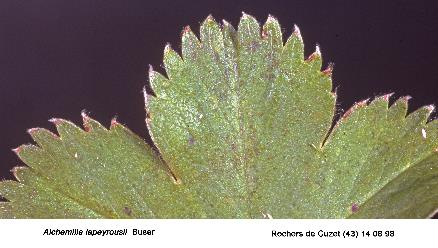 Alchemilla lapeyrousii Buser
Rochers de Cuzet (43) 14 08 98